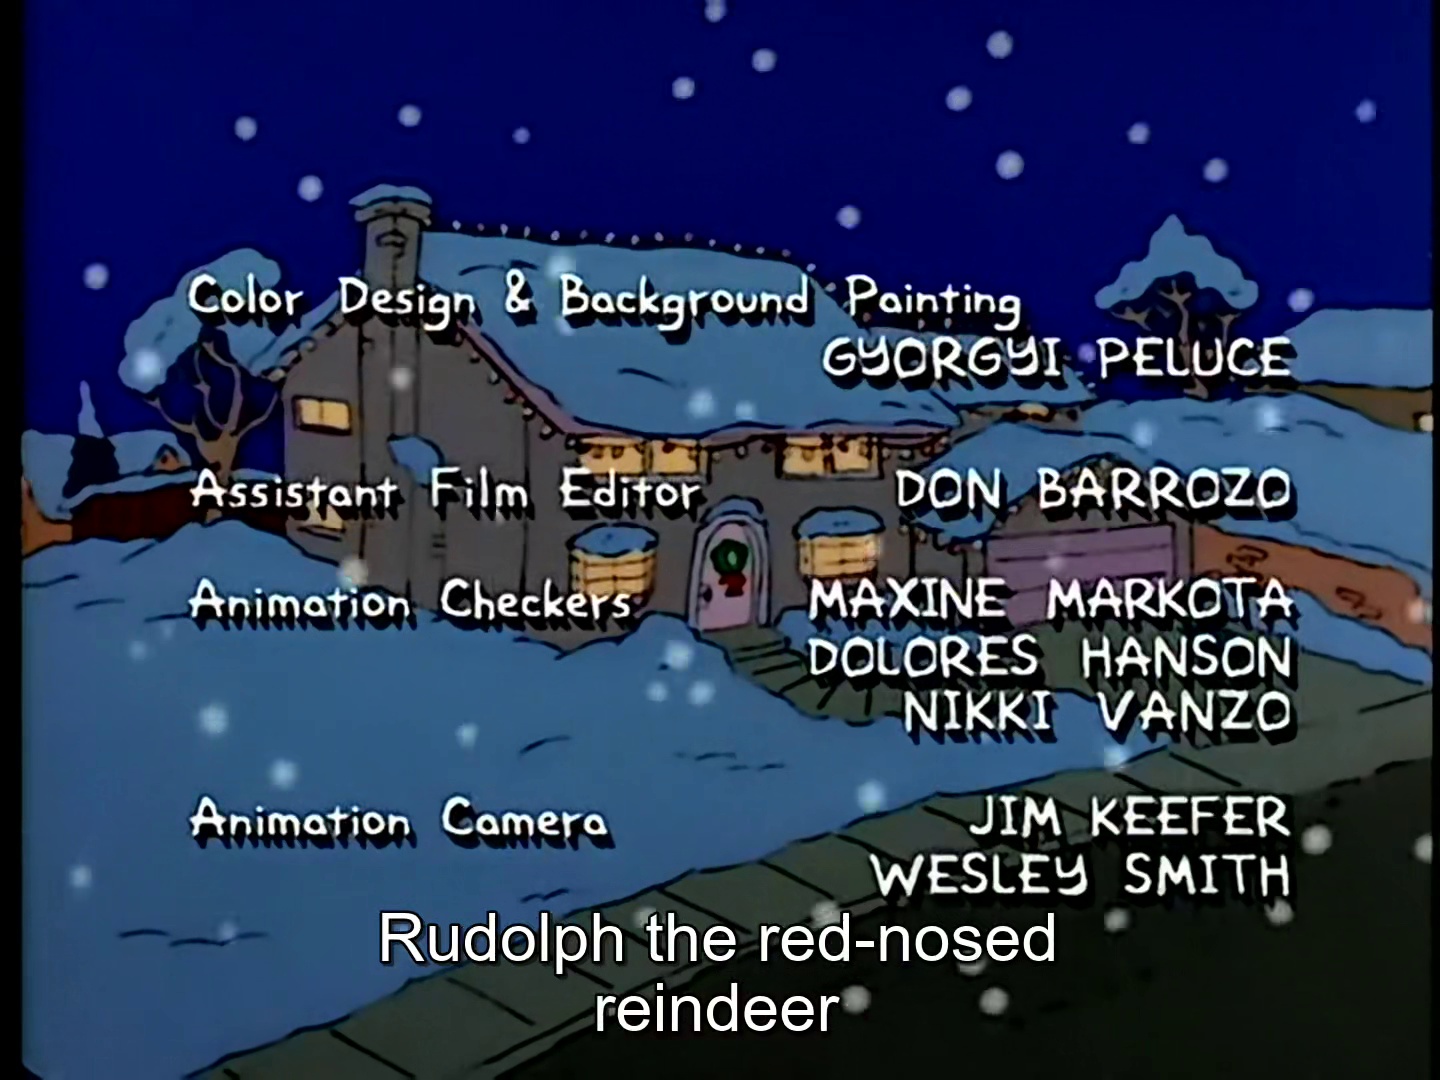 Color Design & Background Painting
GYORGYI PELUCE
Assistant Film Editor DON BARROZO
Animation Checkers MAXINE MARKOTA
DOLORES HANSON
NIKKI VANZO
Animation Camera JIM KEEFER
WESLEY SMITH
Rudolph the red-nosed
reindeer